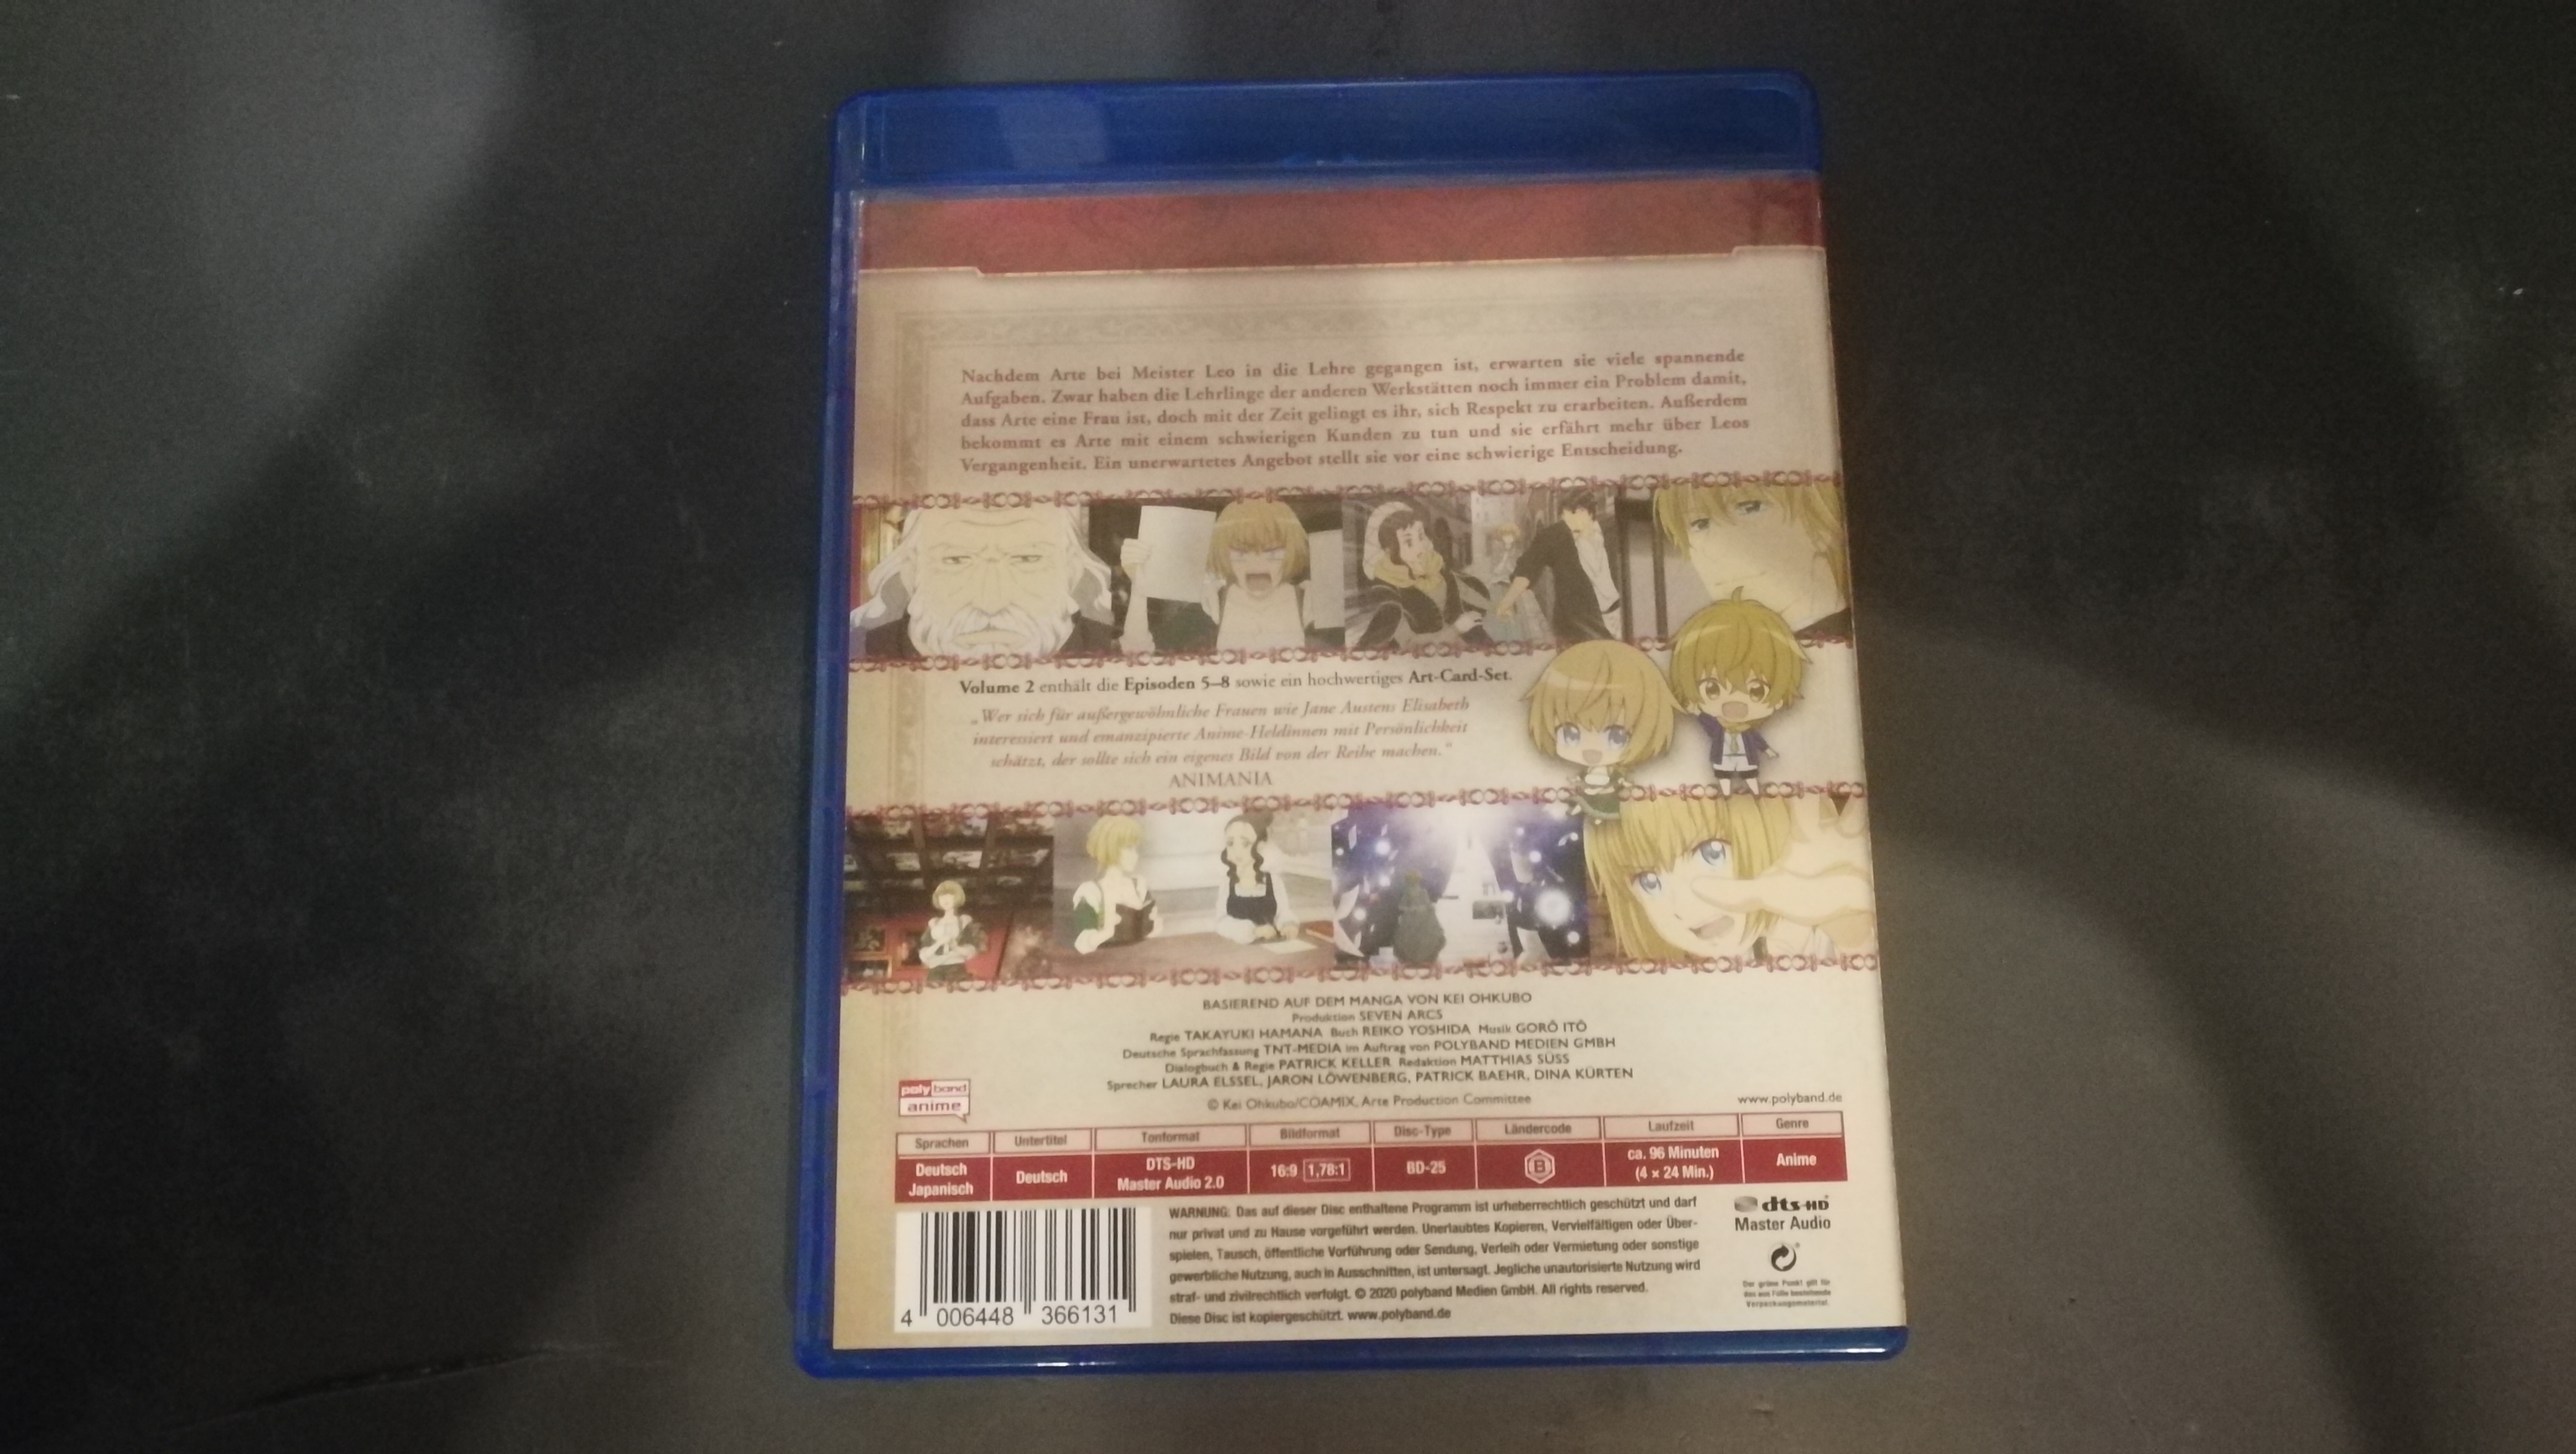 Nachdem Arte bei Meister Leo in die Lehre gegangen ist, erwarten sie viele spannende
Aufgaben. Zwar haben die Lehrlinge der anderen Werkstätten noch immer ein Problem damit,
dass Arte eine Frau ist, doch mit der Zeit gelingt es ihr, sich Respekt zu erarbeiten. Außerdem
bekommt es Arte mit einem schwierigen Kunden zu tun und sie erfährt mehr über Leos
Vergangenheit. Ein unerwartetes Angebot stellt sie vor eine schwierige Entscheidung.
Volume 2 enthält die Episoden 5–8 sowie ein hochwertiges Art-Card-Set.
„Wer sich für außergewöhnliche Frauen wie Jane Austens Elisabeth
interessiert und emanzipierte Anime-Heldinnen mit Persönlichkeit
schätzt, der sollte sich ein eigenes Bild von der Reihe machen."
ANIMANIA
BASIEREND AUF DEM MANGA VON KEI OHKUBO
Produktion SEVEN ARCS
Regie TAKAYUKI HAMANA Buch REIKO YOSHIDA Musik GORÔ ITÔ
Deutsche Sprachfassung TNT-MEDIA im Auftrag von POLYBAND MEDIEN GMBH
Dialogbuch & Regie PATRICK KELLER Redaktion MATTHIAS SÜSS
Sprecher LAURA ELSSEL, JARON LÖWENBERG, PATRICK BAEHR, DINA KÜRTEN
© Kei Ohkubo/COAMIX, Arte Production Committee
polyband
anime
www.polyband.de
Sprachen Untertitel Tonformat Bildformat Disc-Type Ländercode Laufzeit Genre
Deutsch
Japanisch
Deutsch
DTS-HD
Master Audio 2.0
16:9 1,78:1
BD-25
B
ca. 96 Minuten
(4 x 24 Min.)
Anime
WARNUNG: Das auf dieser Disc enthaltene Programm ist urheberrechtlich geschützt und darf
nur privat und zu Hause vorgeführt werden. Unerlaubtes Kopieren, Vervielfältigen oder Über-
spielen, Tausch, öffentliche Vorführung oder Sendung, Verleih oder Vermietung oder sonstige
gewerbliche Nutzung, auch in Ausschnitten, ist untersagt. Jegliche unautorisierte Nutzung wird
straf- und zivilrechtlich verfolgt. © 2020 polyband Medien GmbH. All rights reserved.
Diese Disc ist kopiergeschützt. www.polyband.de
4 006448 366131
dts-HD
Master Audio
Der grüne Punkt gilt für
das aus Folie bestehende
Verpackungsmaterial.